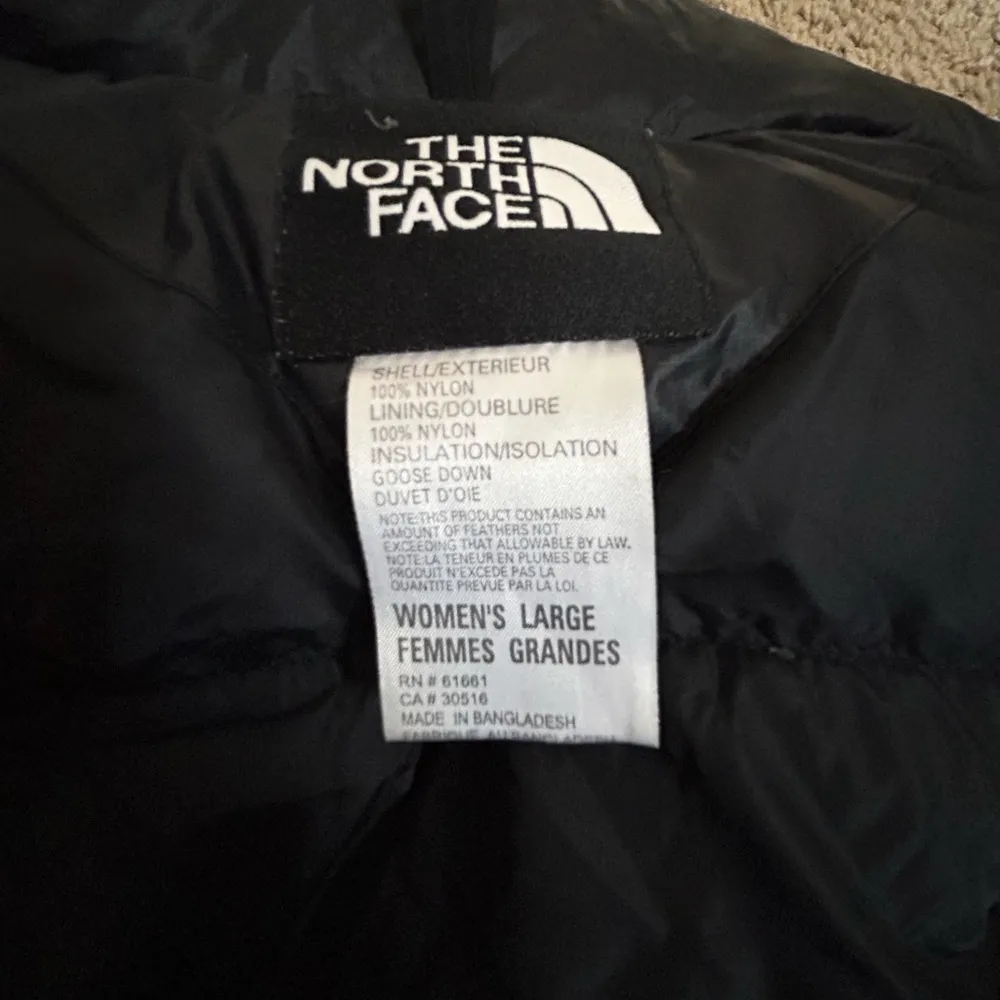 THE
NORTH
FACE
SHELL/EXTERIEUR
100% NYLON
LINING/DOUBLURE
100% NYLON
INSULATION/ISOLATION
GOOSE DOWN
DUVET D'OIE
NOTE:THIS PRODUCT CONTAINS AN
AMOUNT OF FEATHERS NOT
EXCEEDING THAT ALLOWABLE BY LAW.
NOTE:LA TENEUR EN PLUMES DE CE
PRODUIT N'EXCEDE PAS LA
QUANTITE PREVUE PAR LA LOI.
WOMEN'S LARGE
FEMMES GRANDES
RN # 61661
CA # 30516
MADE IN BANGLADESH
FABRIQUE AU BANGLADESH